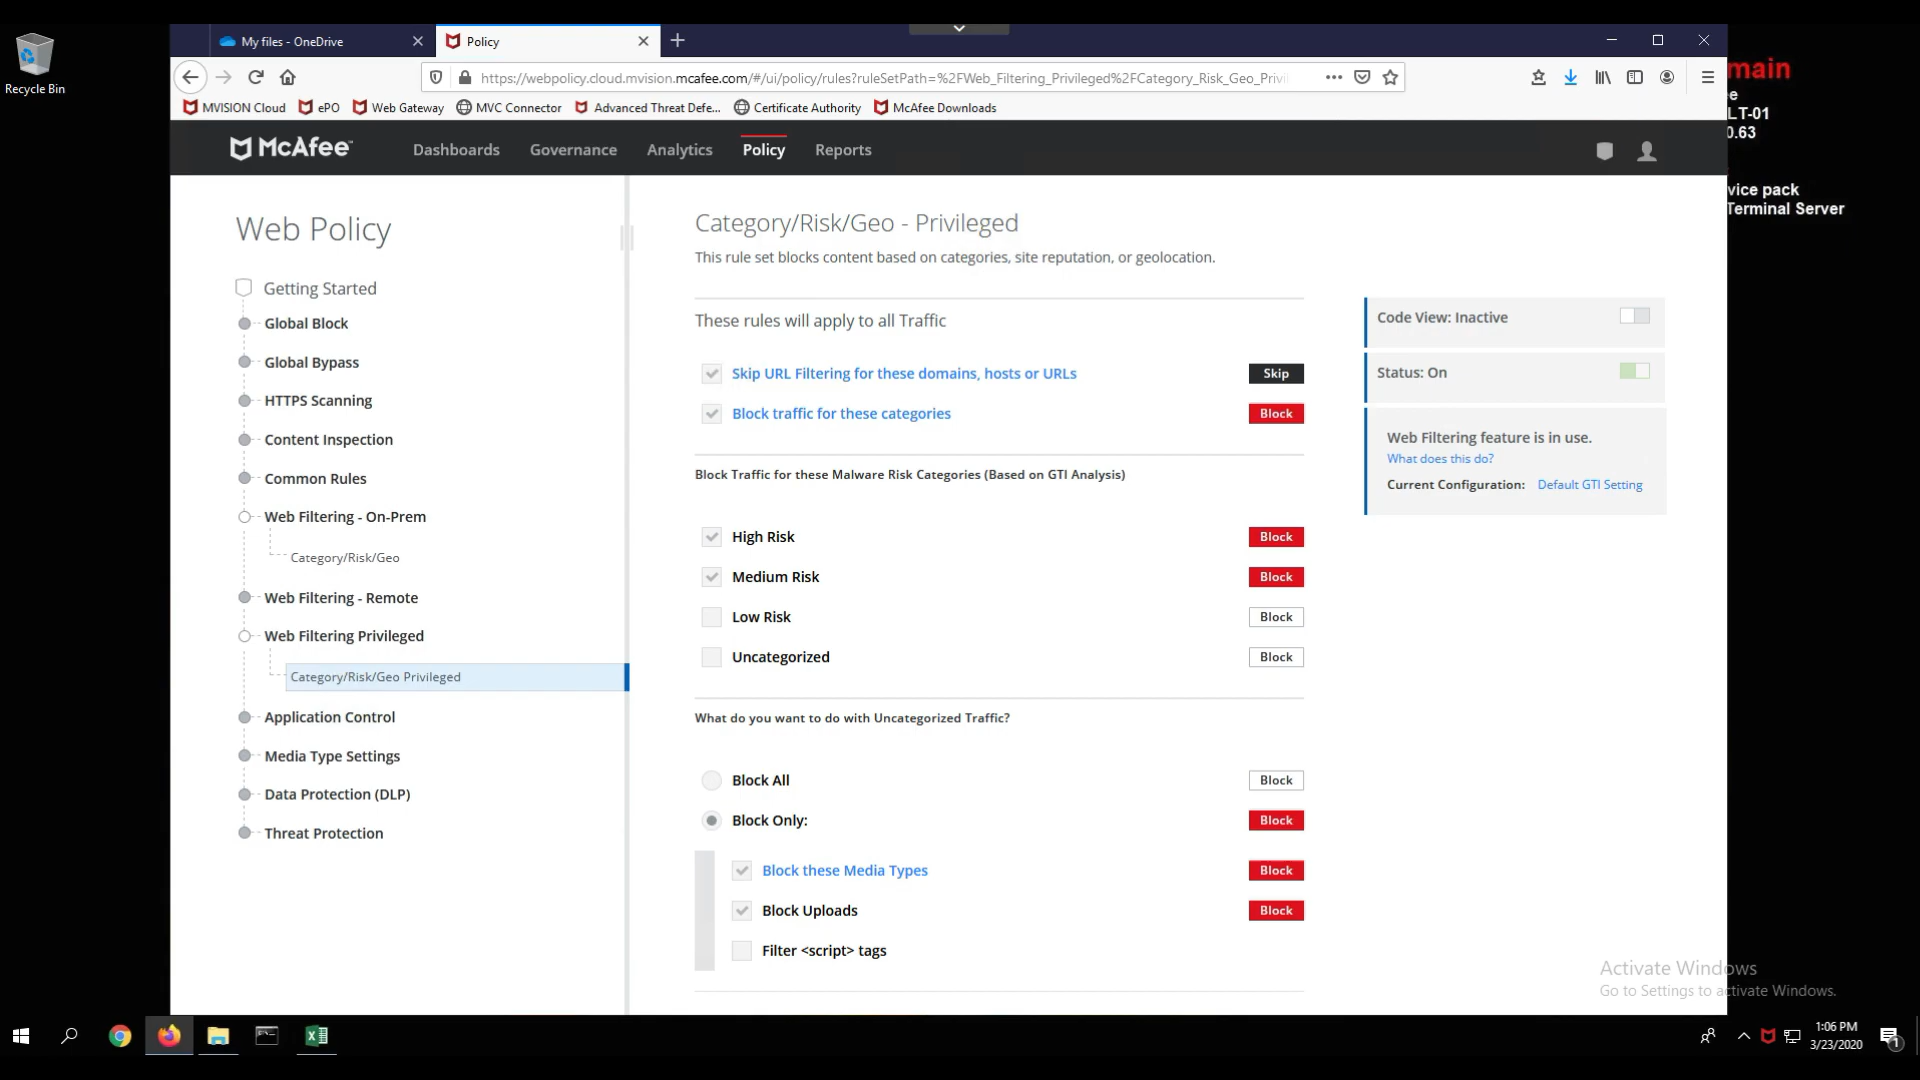 Recycle Bin
My files - OneDrive
Policy
https://webpolicy.cloud.mvision.mcafee.com/#/ui/policy/rules?ruleSetPath=%2FWeb_Filtering_Privileged%2FCategory_Risk_Geo_Privi
MVISION Cloud
ePO
Web Gateway
MVC Connector
Advanced Threat Defe...
Certificate Authority
McAfee Downloads
main
e
LT-01
0.63
vice pack
Terminal Server
McAfee
Dashboards
Governance
Analytics
Policy
Reports
Web Policy
Getting Started
Global Block
Global Bypass
HTTPS Scanning
Content Inspection
Common Rules
Web Filtering - On-Prem
Category/Risk/Geo
Web Filtering - Remote
Web Filtering Privileged
Category/Risk/Geo Privileged
Application Control
Media Type Settings
Data Protection (DLP)
Threat Protection
Category/Risk/Geo - Privileged
This rule set blocks content based on categories, site reputation, or geolocation.
These rules will apply to all Traffic
Skip URL Filtering for these domains, hosts or URLs Skip
Block traffic for these categories Block
Block Traffic for these Malware Risk Categories (Based on GTI Analysis)
High Risk Block
Medium Risk Block
Low Risk Block
Uncategorized Block
What do you want to do with Uncategorized Traffic?
Block All Block
Block Only: Block
Block these Media Types Block
Block Uploads Block
Filter <script> tags
Code View: Inactive
Status: On
Web Filtering feature is in use.
What does this do?
Current Configuration: Default GTI Setting
Activate Windows
Go to Settings to activate Windows.
1:06 PM
3/23/2020
1